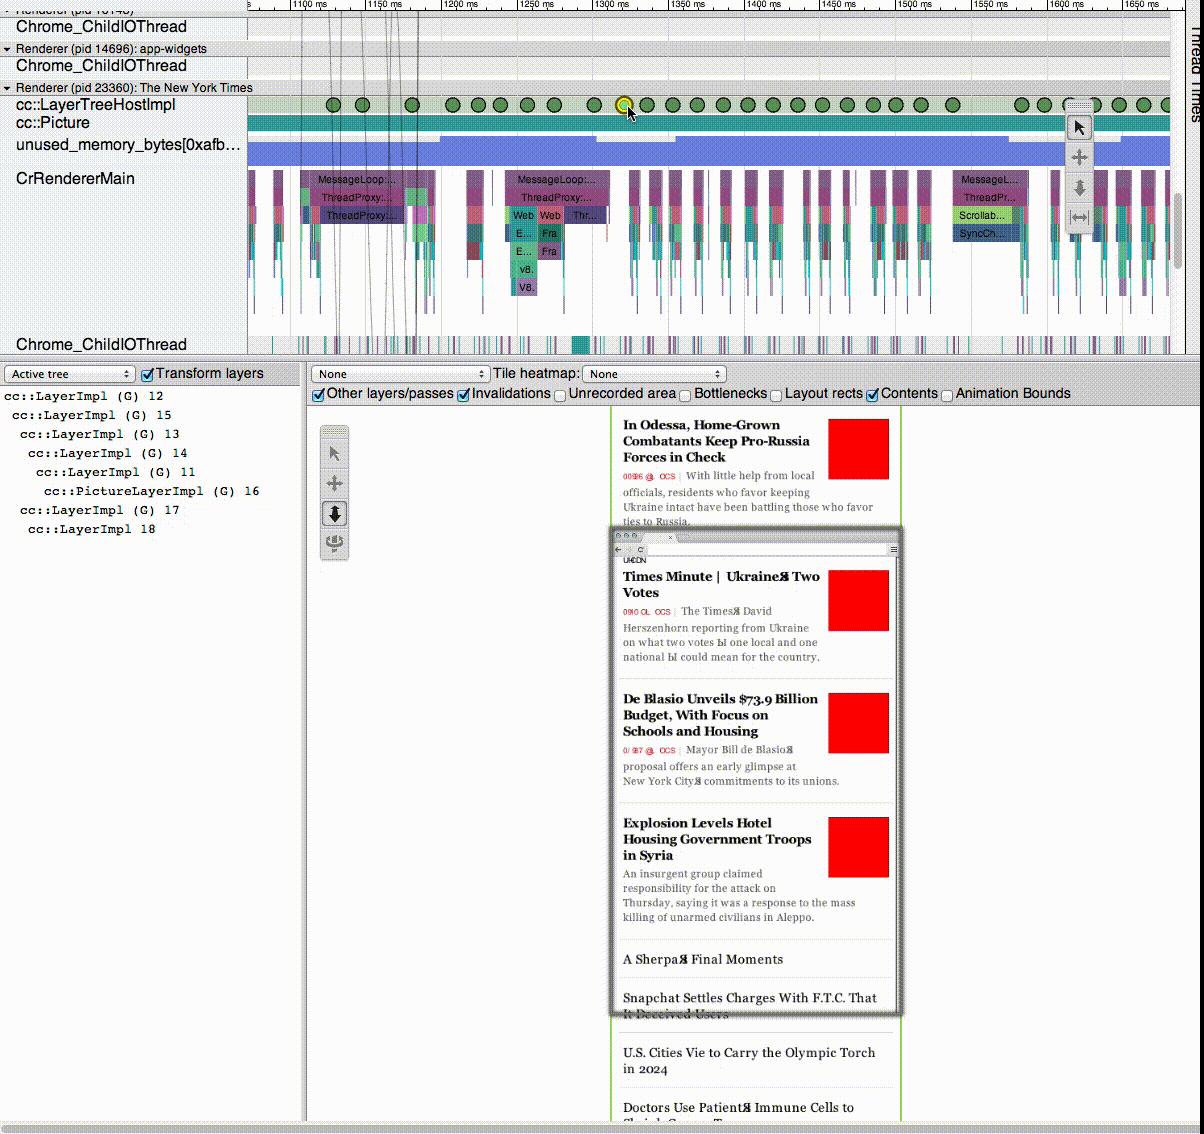 1100 ms 1150 ms 1200 ms 1250 ms 1300 ms 1350 ms 1400 ms 1450 ms 1500 ms 1550 ms 1600 ms 1650 ms
Chrome_ChildIOThread
Renderer (pid 14696): app-widgets
Chrome_ChildIOThread
Renderer (pid 23360): The New York Times
cc::LayerTreeHostImpl
cc::Picture
unused_memory_bytes[0xafb...
CrRendererMain
MessageLoop:... MessageLoop:... MessageL...
ThreadProxy:... ThreadProxy:... ThreadPr...
ThreadProxy:... Web Web Thr... Scrollab...
E... Fra SyncCh...
E... Fra
v8.
V8.
Chrome_ChildIOThread
Thread Times
Active tree Transform layers
cc::LayerImpl (G) 12
cc::LayerImpl (G) 15
cc::LayerImpl (G) 13
cc::LayerImpl (G) 14
cc::LayerImpl (G) 11
cc::PictureLayerImpl (G) 16
cc::LayerImpl (G) 17
cc::LayerImpl 18
None Tile heatmap: None
Other layers/passes Invalidations Unrecorded area Bottlenecks Layout rects Contents Animation Bounds
In Odessa, Home-Grown
Combatants Keep Pro-Russia
Forces in Check
With little help from local
officials, residents who favor keeping
Ukraine intact have been battling those who favor
ties to Russia.
Times Minute | UkraineЯ Two
Votes
The TimesЯ David
Herszenhorn reporting from Ukraine
on what two votes Ы one local and one
national Ы could mean for the country.
De Blasio Unveils $73.9 Billion
Budget, With Focus on
Schools and Housing
Mayor Bill de BlasioЯ
proposal offers an early glimpse at
New York CityЯ commitments to its unions.
Explosion Levels Hotel
Housing Government Troops
in Syria
An insurgent group claimed
responsibility for the attack on
Thursday, saying it was a response to the mass
killing of unarmed civilians in Aleppo.
A SherpaЯ Final Moments
Snapchat Settles Charges With F.T.C. That
It Deceived Users
U.S. Cities Vie to Carry the Olympic Torch
in 2024
Doctors Use PatientЯ Immune Cells to